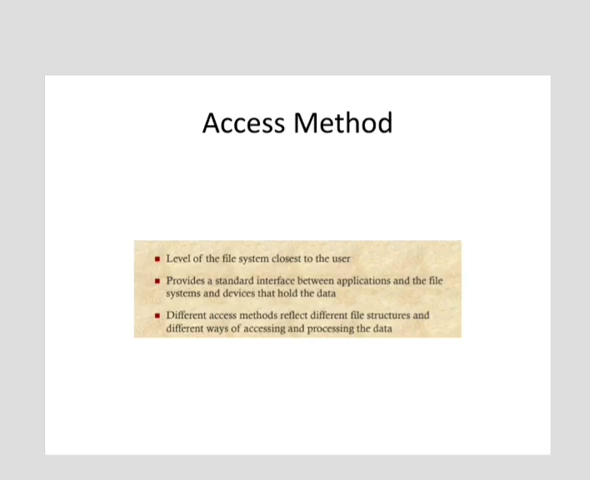 Access Method
Level of the file system closest to the user
Provides a standard interface between applications and the file
systems and devices that hold the data
Different access methods reflect different file structures and
different ways of accessing and processing the data